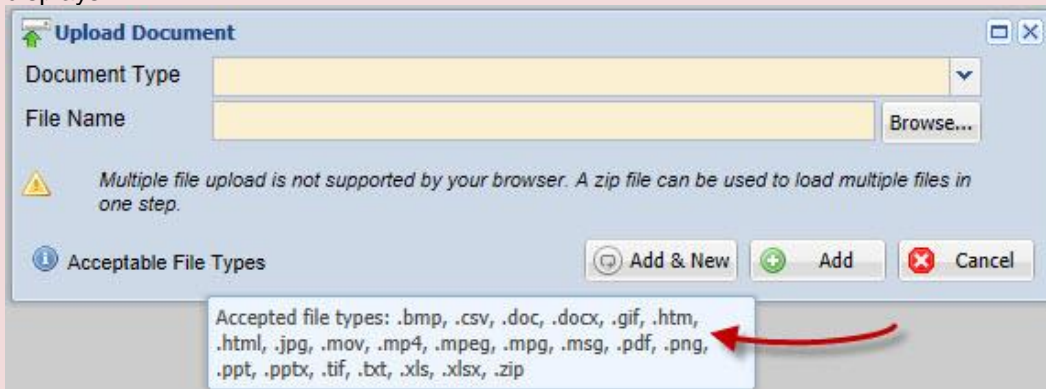 Upload Document
Document Type
File Name
Browse...
Multiple file upload is not supported by your browser. A zip file can be used to load multiple files in
one step.
Acceptable File Types
Add & New
Add
Cancel
Accepted file types: .bmp, .csv, .doc, .docx, .gif, .htm,
.html, .jpg, .mov, .mp4, .mpeg, .mpg, .msg, .pdf, .png,
.ppt, .pptx, .tif, .txt, .xls, .xlsx, .zip